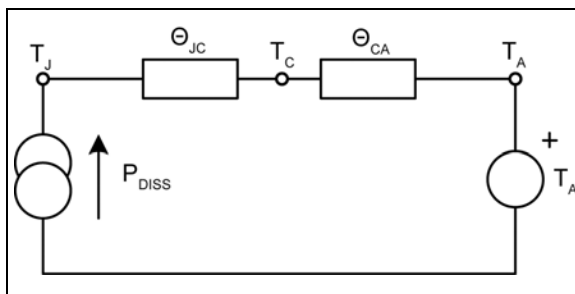 Θ_JC
Θ_CA
T_J
T_C
T_A
+
P_DISS
T_A